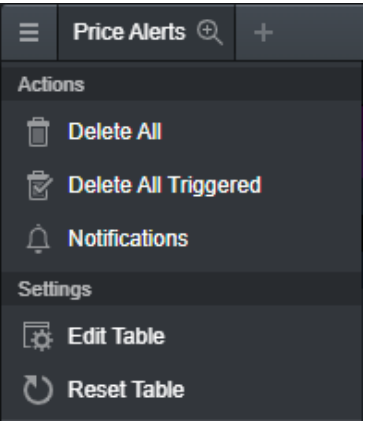 Price Alerts
Actions
Delete All
Delete All Triggered
Notifications
Settings
Edit Table
Reset Table